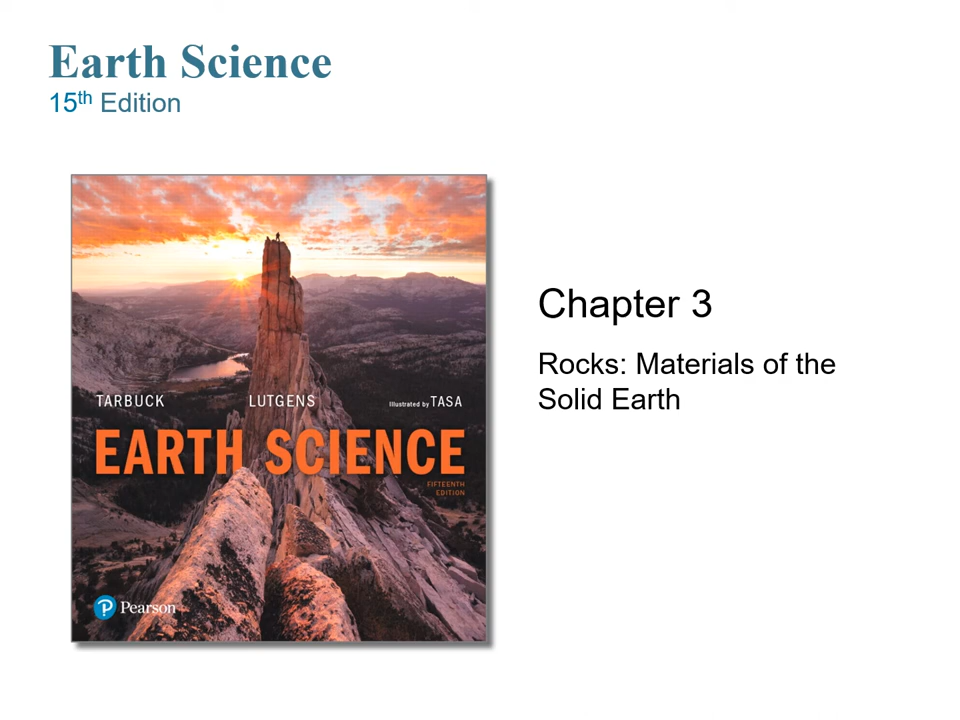 Earth Science
15th Edition
TARBUCK LUTGENS Illustrated by TASA
EARTH SCIENCE
FIFTEENTH
EDITION
P Pearson
Chapter 3
Rocks: Materials of the
Solid Earth